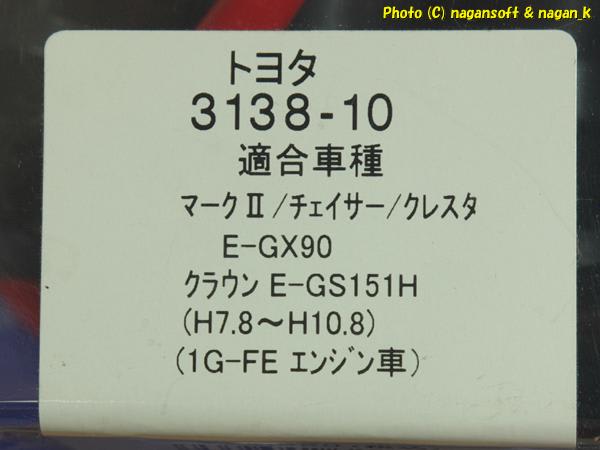 Photo (C) nagansoft & nagan_k
トヨタ
3138-10
適合車種
マークⅡ/チェイサー/クレスタ
E-GX90
クラウン E-GS151H
(H7.8～H10.8)
(1G-FE エンジン車)